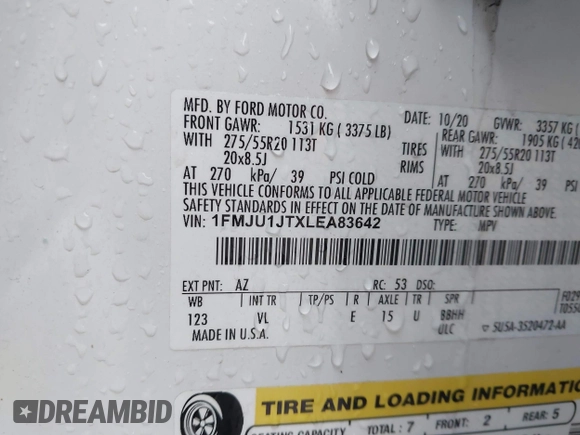 MFD. BY FORD MOTOR CO.
DATE: 10/20 GVWR: 3357 KG (
FRONT GAWR: 1531 KG ( 3375 LB)
REAR GAWR: 1905 KG ( 420
WITH 275/55R20 113T TIRES WITH 275/55R20 113T
20x8.5J RIMS 20x8.5J
AT 270 kPa/ 39 PSI COLD AT 270 kPa/ 39 PSI
THIS VEHICLE CONFORMS TO ALL APPLICABLE FEDERAL MOTOR VEHICLE
SAFETY STANDARDS IN EFFECT ON THE DATE OF MANUFACTURE SHOWN ABOVE.
VIN: 1FMJU1JTXLEA83642 TYPE: MPV
EXT PNT: AZ RC: 53 DSO:
WB INT TR TP/PS R AXLE TR SPR
123 VL E 15 U BBHH
MADE IN U.S.A. ULC SUSA-3520472-AA
TIRE AND LOADING INFORMATION
SEATING CAPACITY TOTAL: 7 FRONT: 2 REAR: 5
DREAMBID